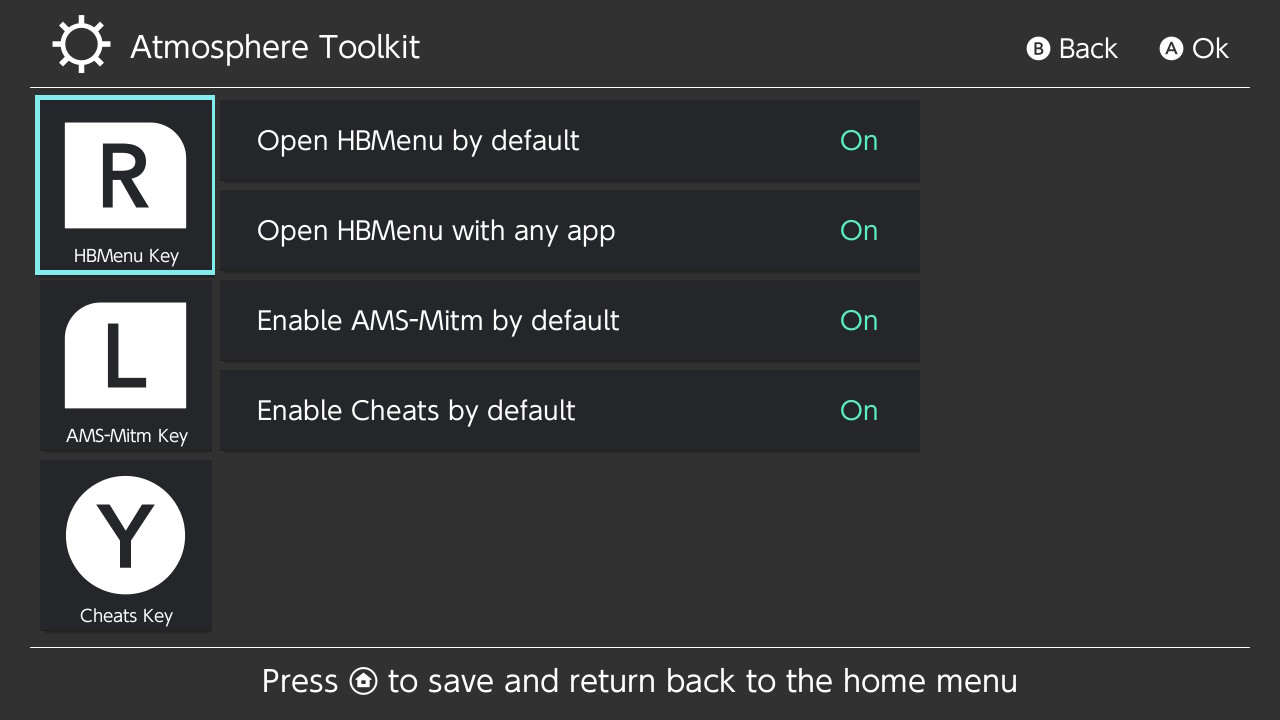 Atmosphere Toolkit
B Back
A Ok
R
HBMenu Key
Open HBMenu by default On
Open HBMenu with any app On
L
AMS-Mitm Key
Enable AMS-Mitm by default On
Enable Cheats by default On
Y
Cheats Key
Press to save and return back to the home menu